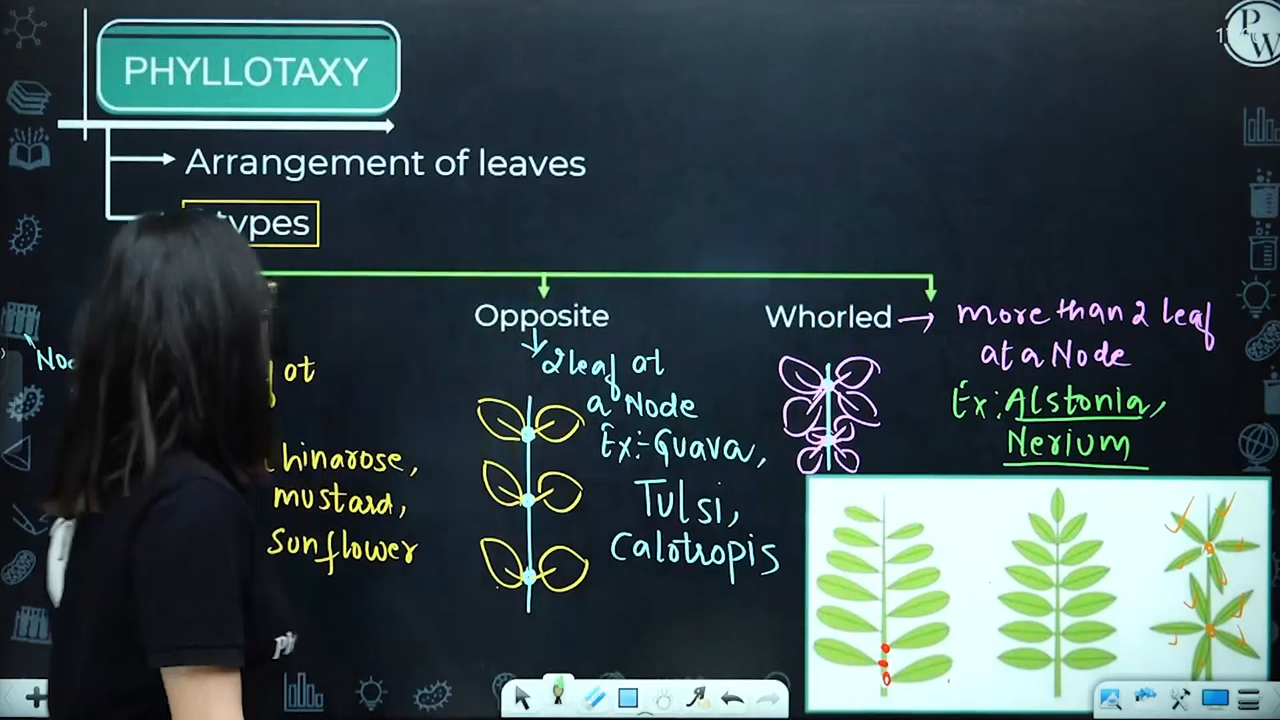 PHYLLOTAXY
P
W
Arrangement of leaves
types
Opposite
Whorled
more than 2 leaf
at a Node
Ex: Alstonia,
Nerium
2 leaf at
a Node
Ex:- Guava,
Tulsi,
Calotropis
at
hinarose,
mustard,
Sunflower